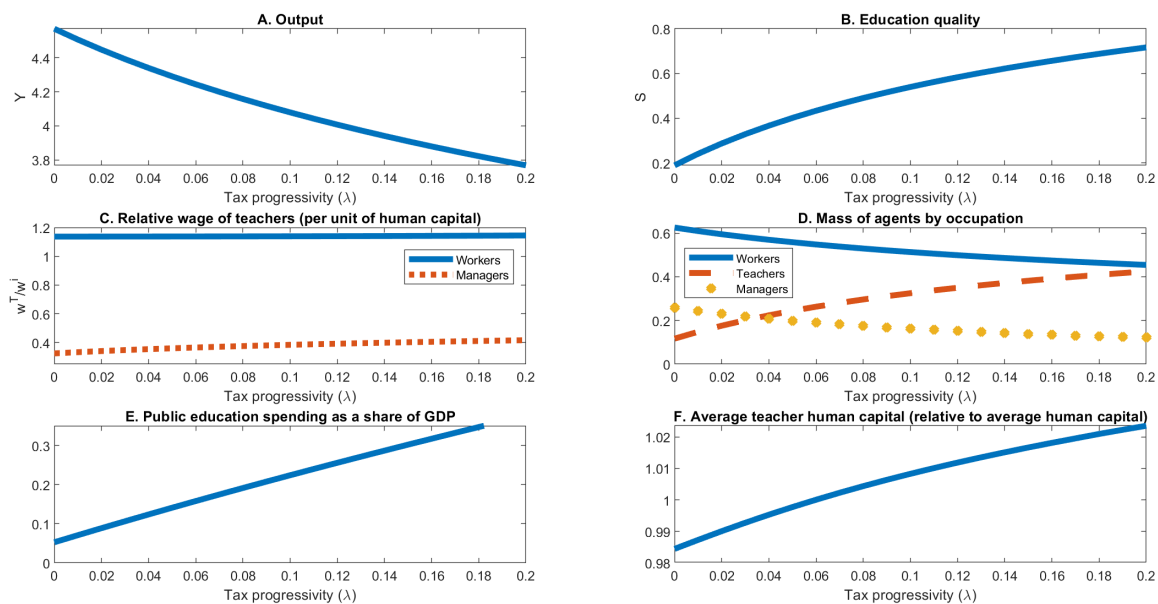 A. Output
4.4
4.2
4
3.8
Y
0 0.02 0.04 0.06 0.08 0.1 0.12 0.14 0.16 0.18 0.2
Tax progressivity (λ)
B. Education quality
0.8
0.6
0.4
0.2
S
0 0.02 0.04 0.06 0.08 0.1 0.12 0.14 0.16 0.18 0.2
Tax progressivity (λ)
C. Relative wage of teachers (per unit of human capital)
1.2
1
0.8
0.6
0.4
w^T/w^i
Workers
Managers
0 0.02 0.04 0.06 0.08 0.1 0.12 0.14 0.16 0.18 0.2
Tax progressivity (λ)
D. Mass of agents by occupation
0.6
0.4
0.2
0
Workers
Teachers
Managers
0 0.02 0.04 0.06 0.08 0.1 0.12 0.14 0.16 0.18 0.2
Tax progressivity (λ)
E. Public education spending as a share of GDP
0.3
0.2
0.1
0
0 0.02 0.04 0.06 0.08 0.1 0.12 0.14 0.16 0.18 0.2
Tax progressivity (λ)
F. Average teacher human capital (relative to average human capital)
1.02
1.01
1
0.99
0.98
0 0.02 0.04 0.06 0.08 0.1 0.12 0.14 0.16 0.18 0.2
Tax progressivity (λ)